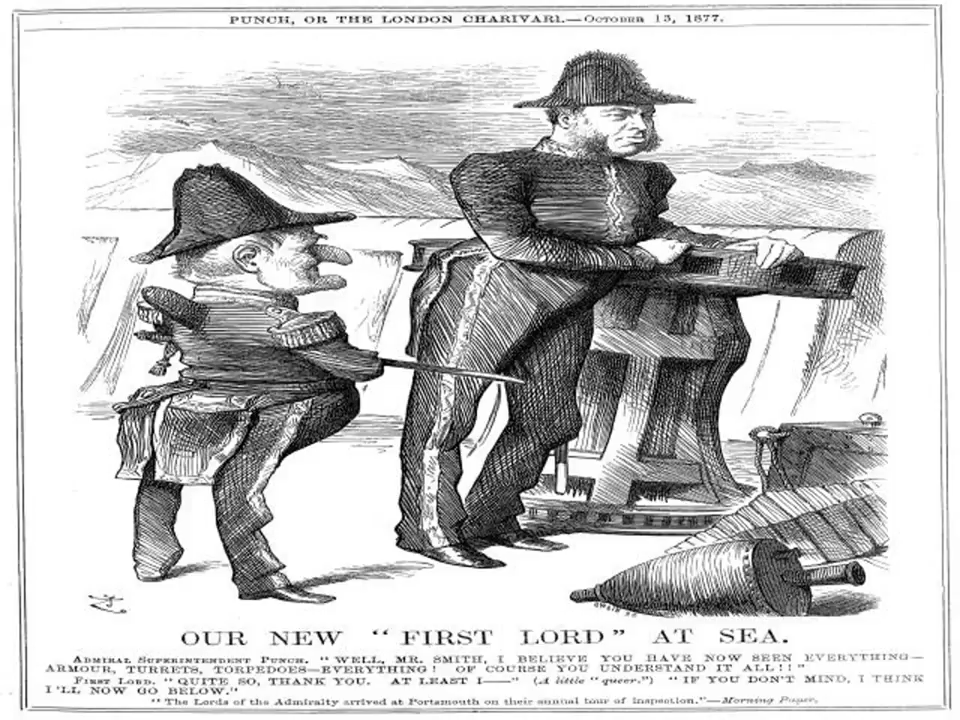 PUNCH, OR THE LONDON CHARIVARI.—October 13, 1877.
OUR NEW “FIRST LORD” AT SEA.
Admiral Superintendent Punch. “WELL, MR. SMITH, I BELIEVE YOU HAVE NOW SEEN EVERYTHING—
ARMOUR, TURRETS, TORPEDOES—EVERYTHING! OF COURSE YOU UNDERSTAND IT ALL!!”
First Lord. “QUITE SO, THANK YOU. AT LEAST I——” (A little “queer.”) “IF YOU DON'T MIND, I THINK
I'LL NOW GO BELOW.”
“The Lords of the Admiralty arrived at Portsmouth on their annual tour of inspection.”—Morning Paper.